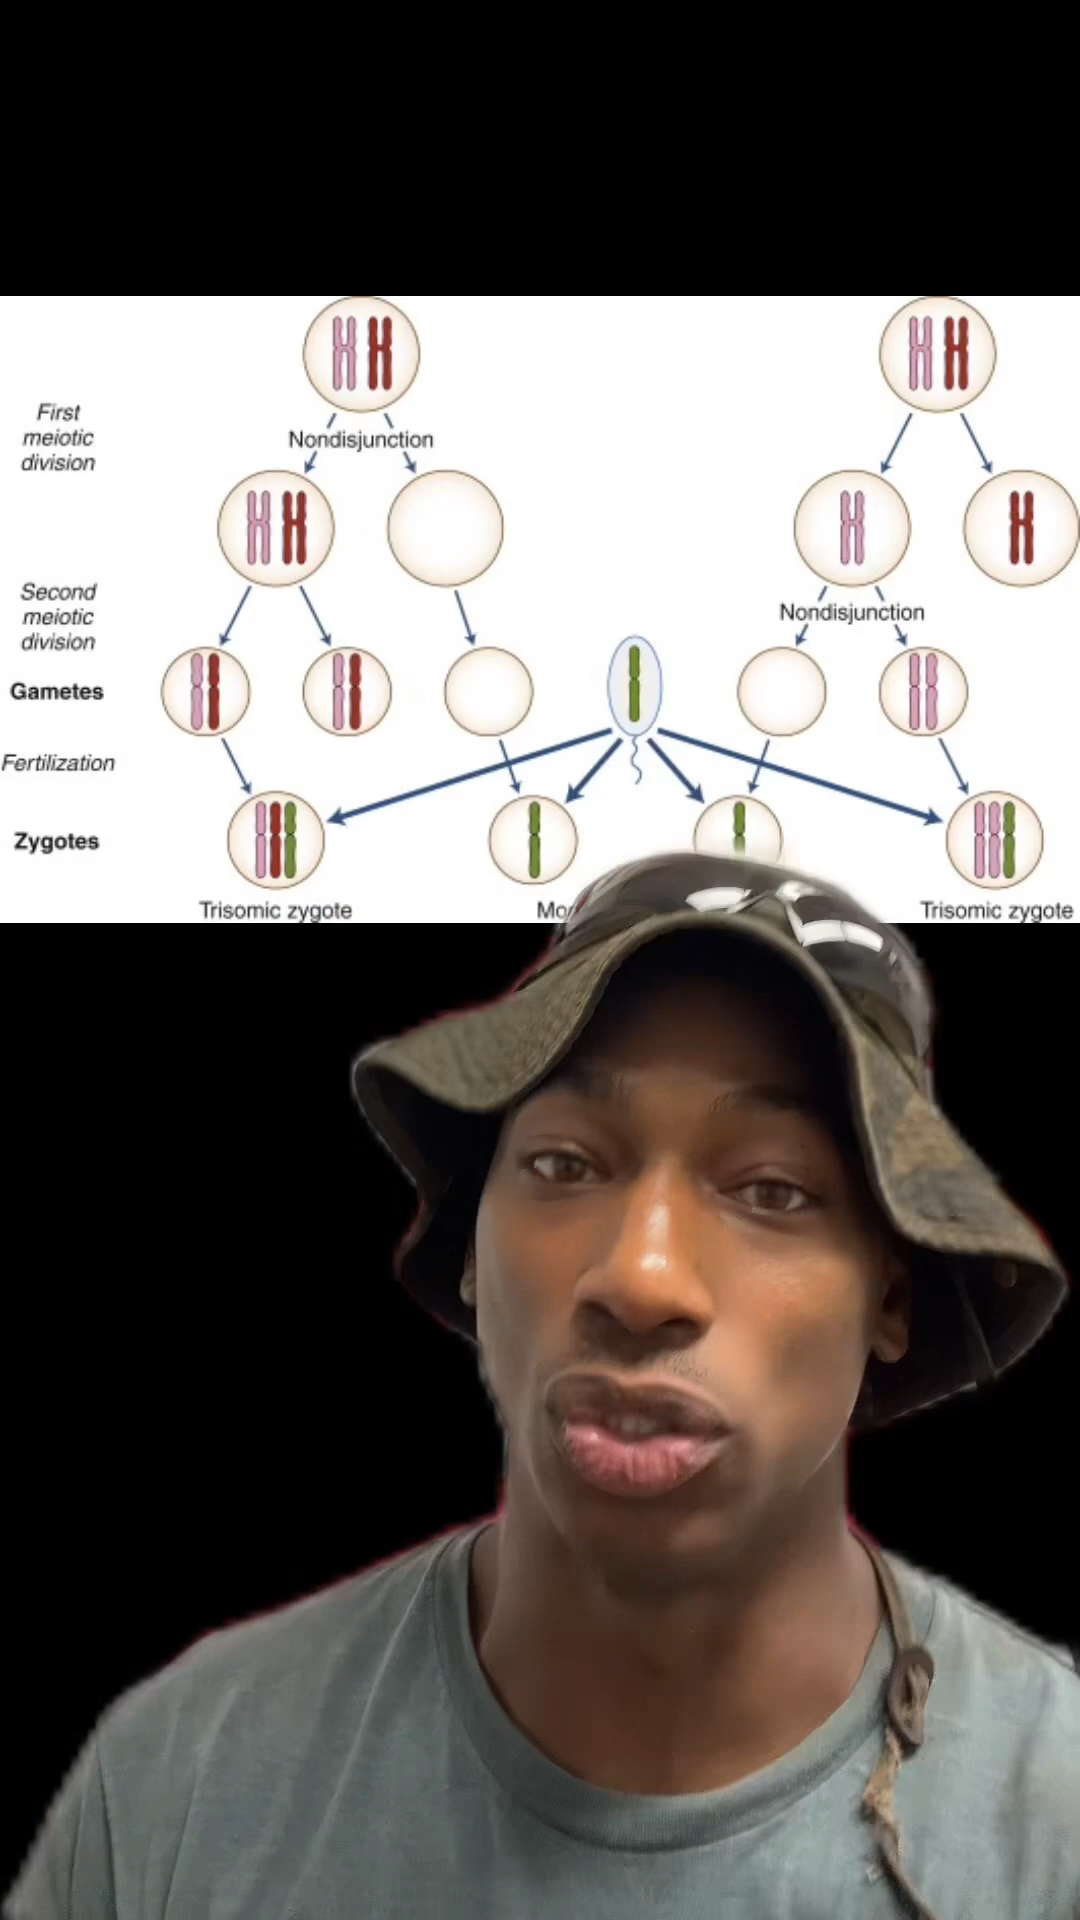 First
meiotic
division
Nondisjunction
Second
meiotic
division
Nondisjunction
Gametes
Fertilization
Zygotes
Trisomic zygote
Trisomic zygote